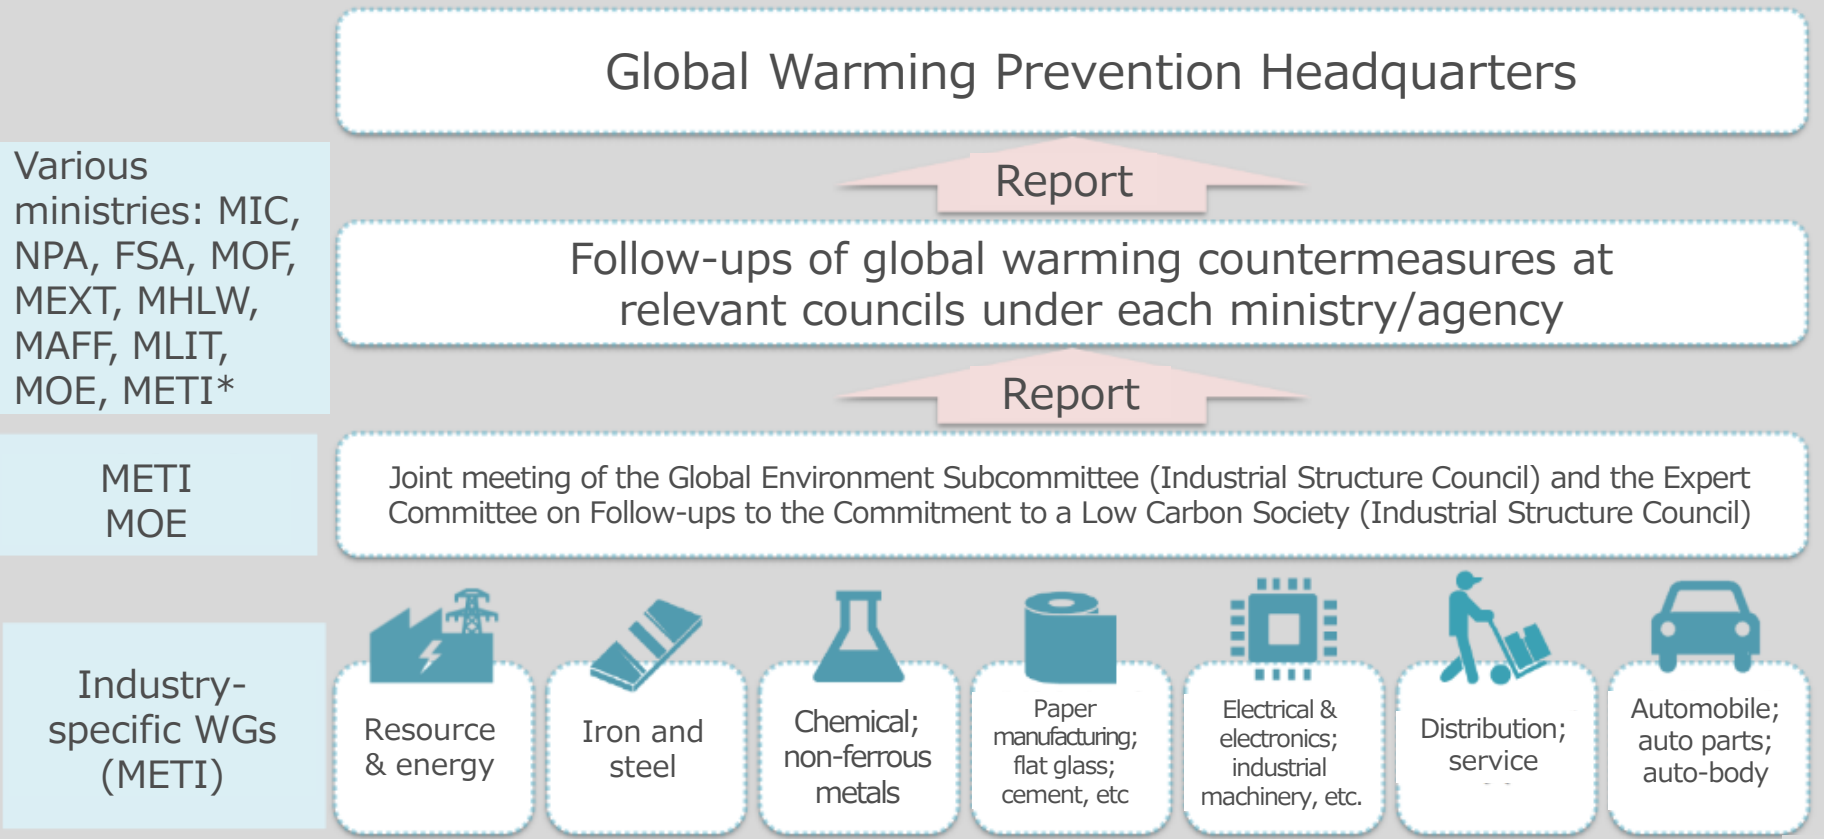 Global Warming Prevention Headquarters
Report
Various
ministries: MIC,
NPA, FSA, MOF,
MEXT, MHLW,
MAFF, MLIT,
MOE, METI*
Follow-ups of global warming countermeasures at
relevant councils under each ministry/agency
Report
METI
MOE
Joint meeting of the Global Environment Subcommittee (Industrial Structure Council) and the Expert
Committee on Follow-ups to the Commitment to a Low Carbon Society (Industrial Structure Council)
Industry-
specific WGs
(METI)
Resource
& energy
Iron and
steel
Chemical;
non-ferrous
metals
Paper
manufacturing;
flat glass;
cement, etc
Electrical &
electronics;
industrial
machinery, etc.
Distribution;
service
Automobile;
auto parts;
auto-body